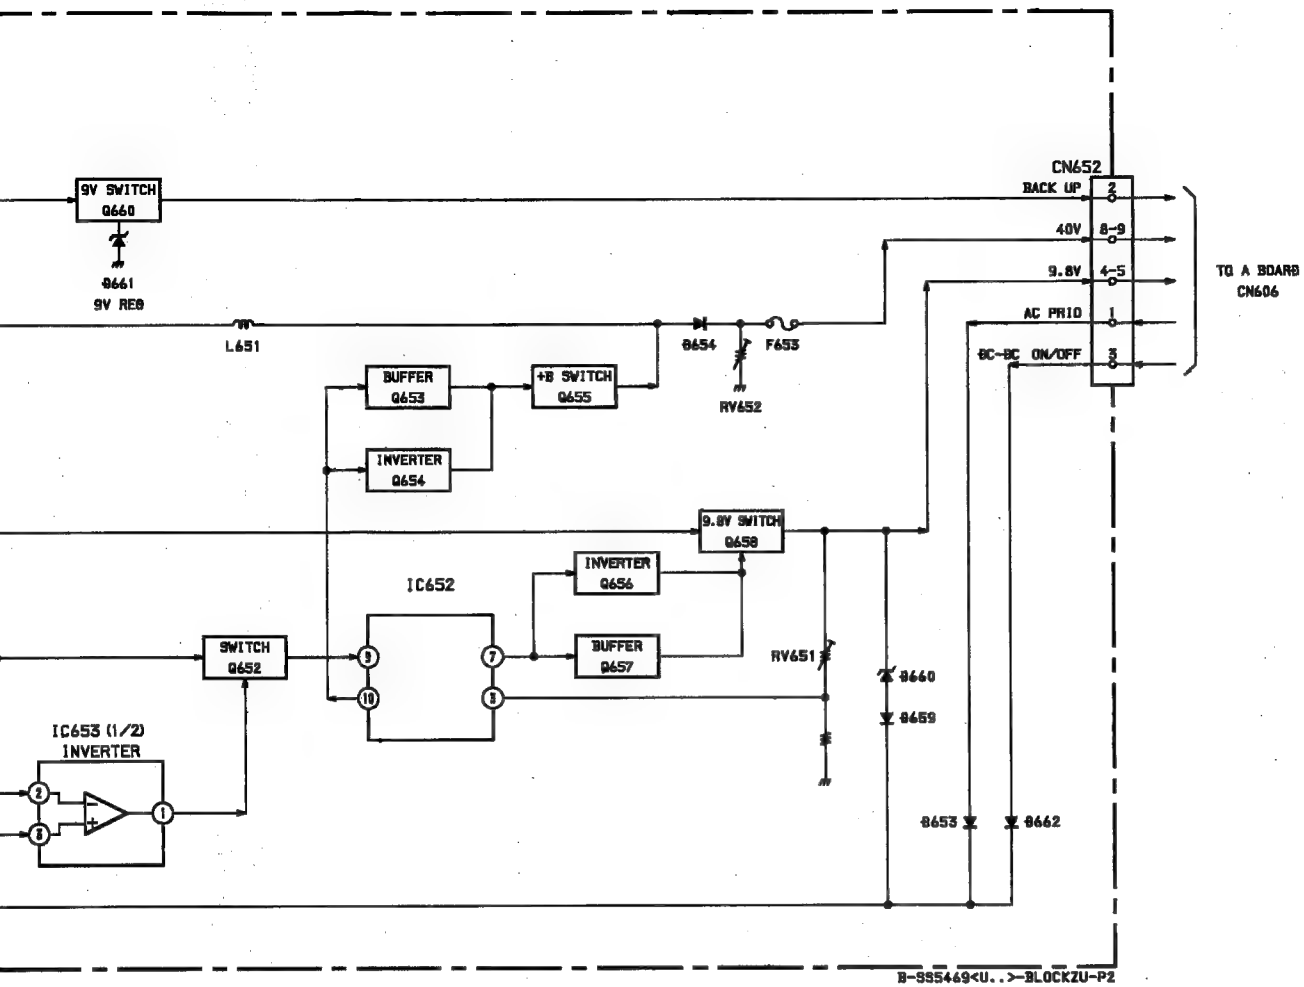 CN652
9V SWITCH
Q660
BACK UP 2
D661
9V REG
40V 8-9
9.8V 4-5
TO A BOARD
CN606
AC PRIO 1
DC-DC ON/OFF 3
L651
D654
F653
RV652
BUFFER
Q653
+B SWITCH
Q655
INVERTER
Q654
9.8V SWITCH
Q658
INVERTER
Q656
IC652
BUFFER
Q657
SWITCH
Q652
9
7
10
3
RV651
D660
D659
IC653 (1/2)
INVERTER
2
-
1
3
+
D653
D662
B-SS5469<U..>-BLOCKZU-P2